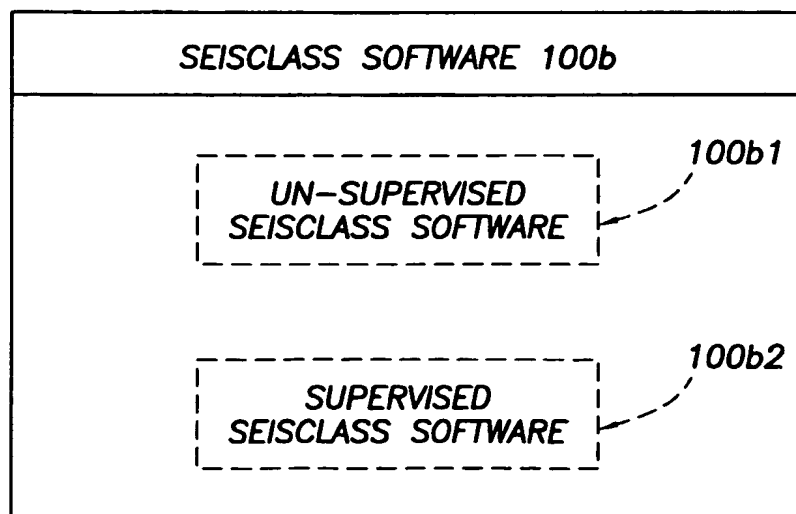 SEISCLASS SOFTWARE 100b
100b1
UN-SUPERVISED
SEISCLASS SOFTWARE
100b2
SUPERVISED
SEISCLASS SOFTWARE